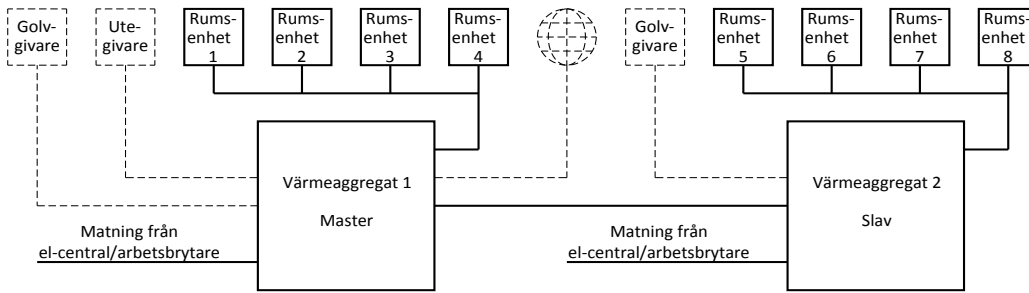 Golv-
givare
Ute-
givare
Rums-
enhet
1
Rums-
enhet
2
Rums-
enhet
3
Rums-
enhet
4
Golv-
givare
Rums-
enhet
5
Rums-
enhet
6
Rums-
enhet
7
Rums-
enhet
8
Värmeaggregat 1
Master
Värmeaggregat 2
Slav
Matning från
el-central/arbetsbrytare
Matning från
el-central/arbetsbrytare